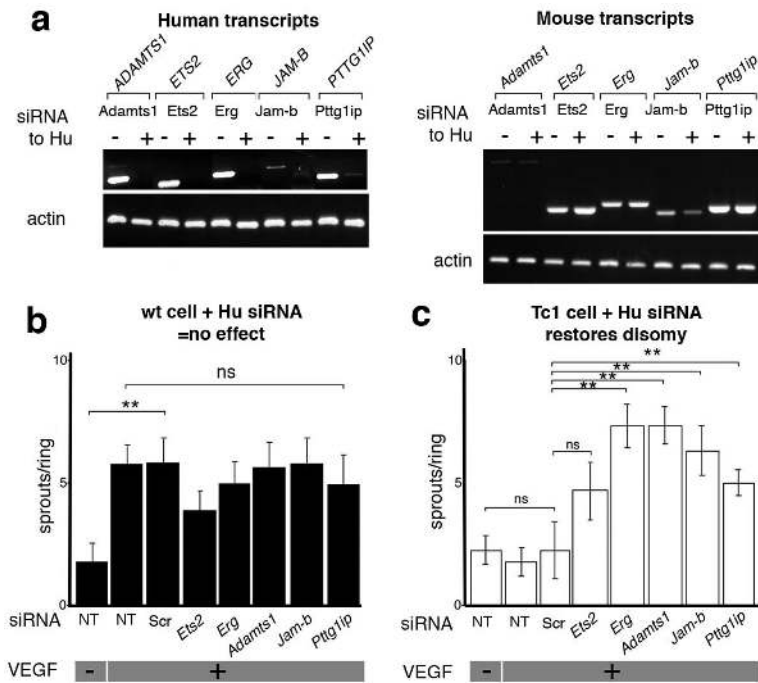 a
Human transcripts
ADAMTS1 ETS2 ERG JAM-B PTTG1IP
siRNA to Hu
Adamts1 Ets2 Erg Jam-b Pttg1ip
- + - + - + - + - +
actin
Mouse transcripts
Adamts1 Ets2 Erg Jam-b Pttg1ip
siRNA to Hu
Adamts1 Ets2 Erg Jam-b Pttg1ip
- + - + - + - + - +
actin
b
wt cell + Hu siRNA
=no effect
10
5
0
sprouts/ring
ns
**
siRNA NT NT Scr Ets2 Erg Adamts1 Jam-b Pttg1ip
VEGF - +
c
Tc1 cell + Hu siRNA
restores disomy
10
5
0
sprouts/ring
**
**
**
**
ns
ns
siRNA NT NT Scr Ets2 Erg Adamts1 Jam-b Pttg1ip
VEGF - +